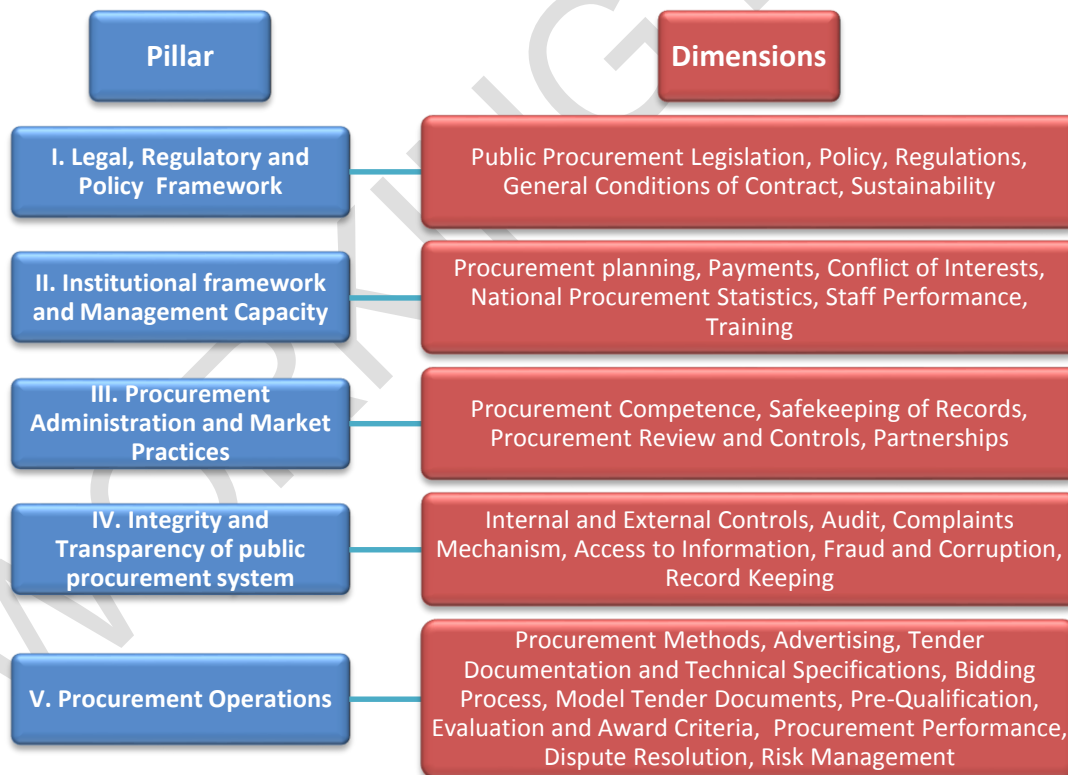 Pillar
Dimensions
I. Legal, Regulatory and
Policy Framework
Public Procurement Legislation, Policy, Regulations,
General Conditions of Contract, Sustainability
II. Institutional framework
and Management Capacity
Procurement planning, Payments, Conflict of Interests,
National Procurement Statistics, Staff Performance,
Training
III. Procurement
Administration and Market
Practices
Procurement Competence, Safekeeping of Records,
Procurement Review and Controls, Partnerships
IV. Integrity and
Transparency of public
procurement system
Internal and External Controls, Audit, Complaints
Mechanism, Access to Information, Fraud and Corruption,
Record Keeping
V. Procurement Operations
Procurement Methods, Advertising, Tender
Documentation and Technical Specifications, Bidding
Process, Model Tender Documents, Pre-Qualification,
Evaluation and Award Criteria, Procurement Performance,
Dispute Resolution, Risk Management
WORKING